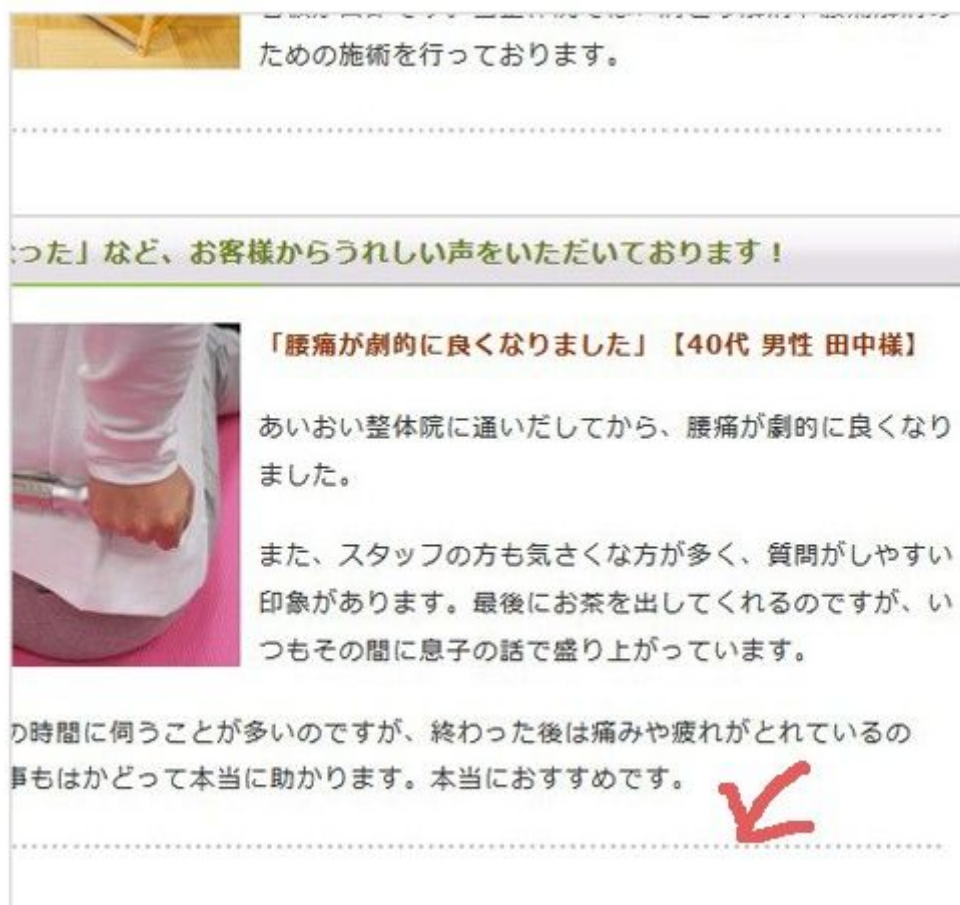 ための施術を行っております。
った」など、お客様からうれしい声をいただいております！
「腰痛が劇的に良くなりました」【40代 男性 田中様】
あいおい整体院に通いだしてから、腰痛が劇的に良くなり
ました。
また、スタッフの方も気さくな方が多く、質問がしやすい
印象があります。最後にお茶を出してくれるのですが、い
つもその間に息子の話で盛り上がっています。
の時間に伺うことが多いのですが、終わった後は痛みや疲れがとれているの
事もはかどって本当に助かります。本当におすすめです。